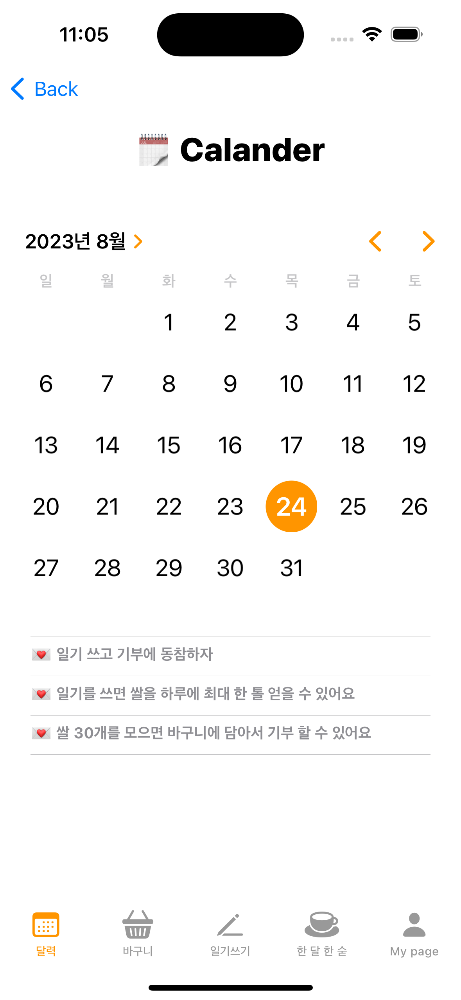 11:05
Back
JUL
Calander
2023년 8월
일 월 화 수 목 금 토
1 2 3 4 5
6 7 8 9 10 11 12
13 14 15 16 17 18 19
20 21 22 23 24 25 26
27 28 29 30 31
일기 쓰고 기부에 동참하자
일기를 쓰면 쌀을 하루에 최대 한 톨 얻을 수 있어요
쌀 30개를 모으면 바구니에 담아서 기부 할 수 있어요
달력 바구니 일기쓰기 한 달 한 숟 My page